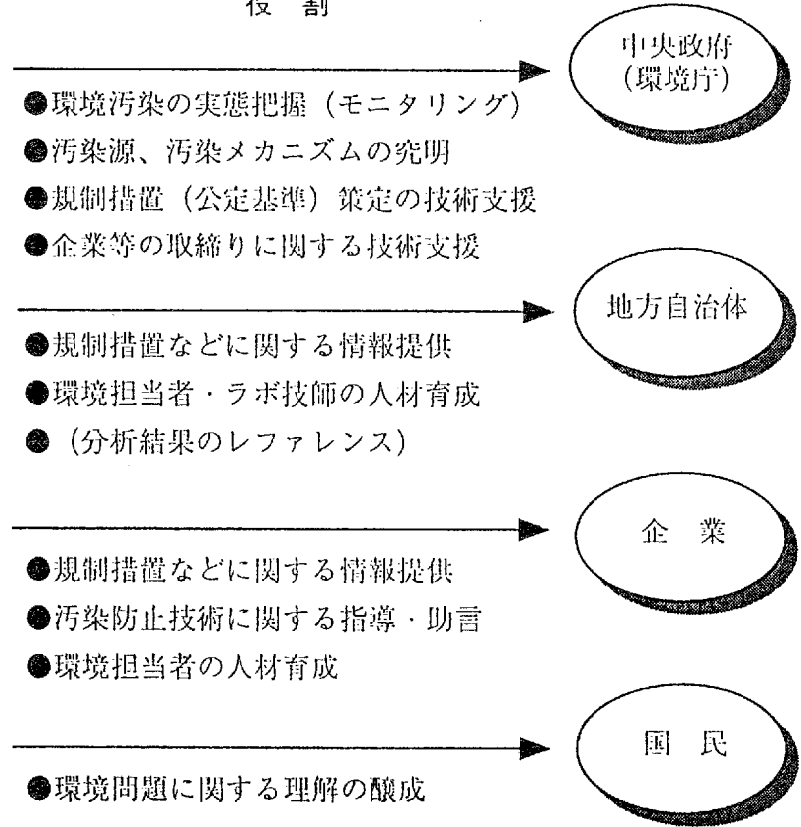 役 割
中央政府
(環境庁)
●環境汚染の実態把握(モニタリング)
●汚染源、汚染メカニズムの究明
●規制措置(公定基準)策定の技術支援
●企業等の取締りに関する技術支援
地方自治体
●規制措置などに関する情報提供
●環境担当者・ラボ技師の人材育成
●(分析結果のレファレンス)
企 業
●規制措置などに関する情報提供
●汚染防止技術に関する指導・助言
●環境担当者の人材育成
国 民
●環境問題に関する理解の醸成